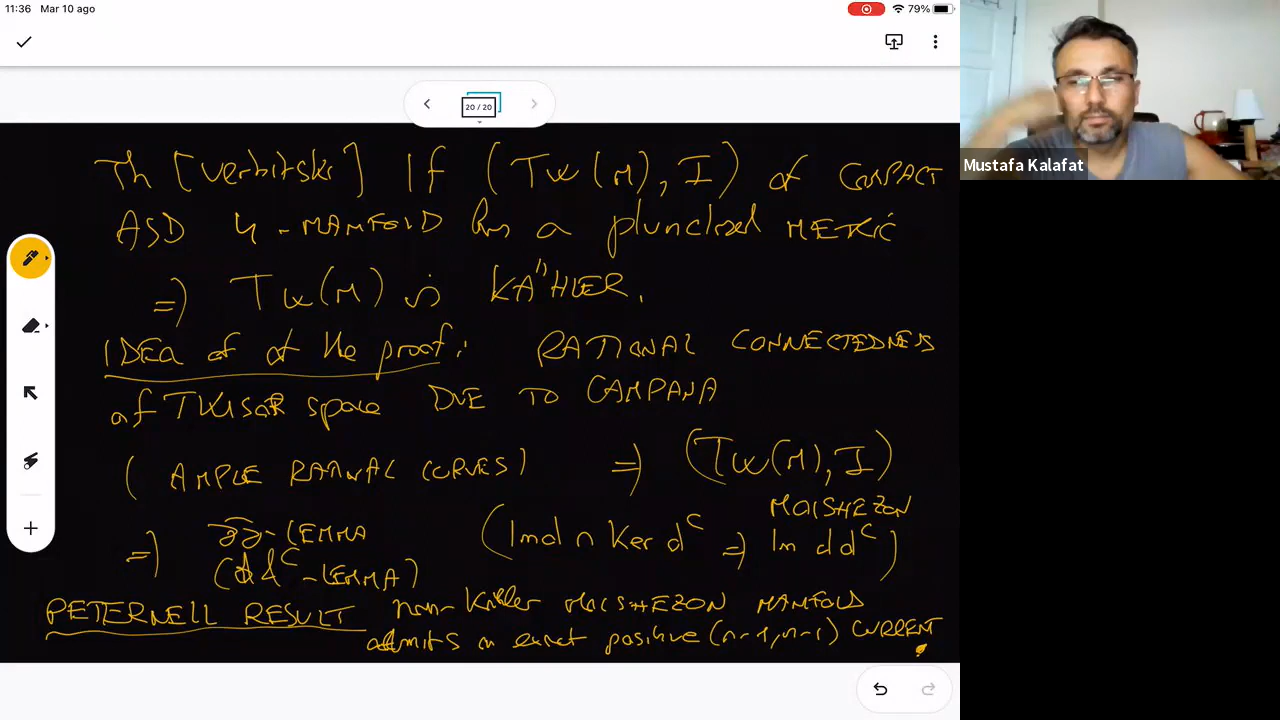 11:36 Mar 10 ago
79%
20 / 20
Mustafa Kalafat
Th [Verbitski] If (Tw(M), I) of COMPACT
ASD 4-MANIFOLD has a pluriclosed METRIC
=> Tw(M) is KÄHLER.
IDEA of of the proof: RATIONAL CONNECTEDNESS
of TWISTOR space DUE TO CAMPANA
( AMPLE RATIONAL CURVES) => (Tw(M), I)
MOISHEZON
=> ∂∂̄-LEMMA (Im d ∩ Ker d^c => Im dd^c)
(dd^c-LEMMA)
PETERNELL RESULT non-Kähler MOISHEZON MANIFOLD
admits an exact positive (n-1,n-1) CURRENT